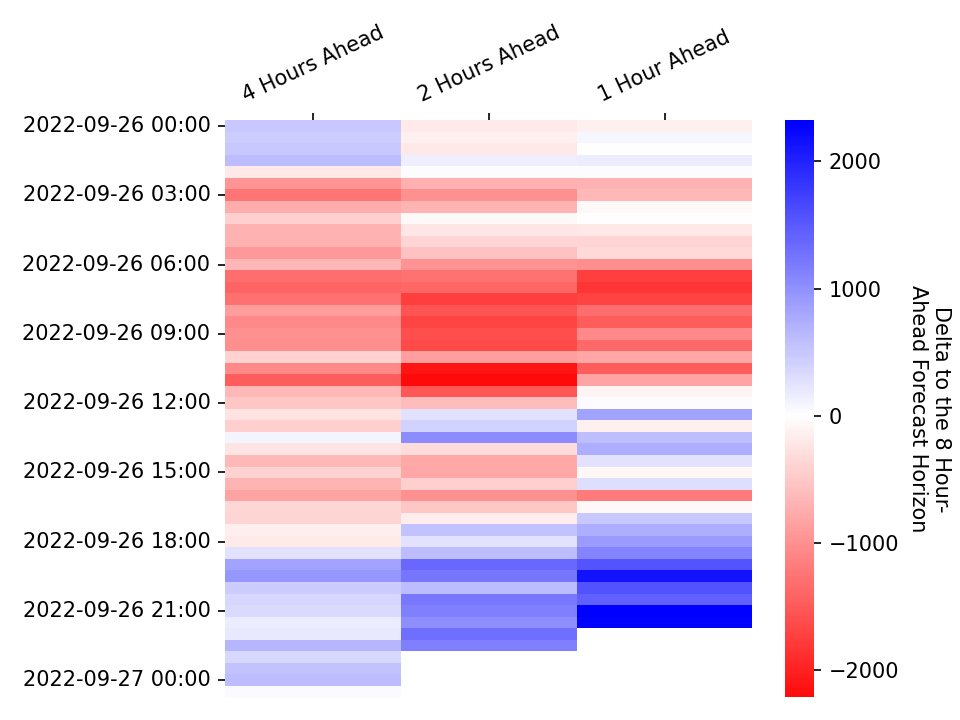 4 Hours Ahead
2 Hours Ahead
1 Hour Ahead
2022-09-26 00:00
2022-09-26 03:00
2022-09-26 06:00
2022-09-26 09:00
2022-09-26 12:00
2022-09-26 15:00
2022-09-26 18:00
2022-09-26 21:00
2022-09-27 00:00
2000
1000
0
−1000
−2000
Delta to the 8 Hour-
Ahead Forecast Horizon